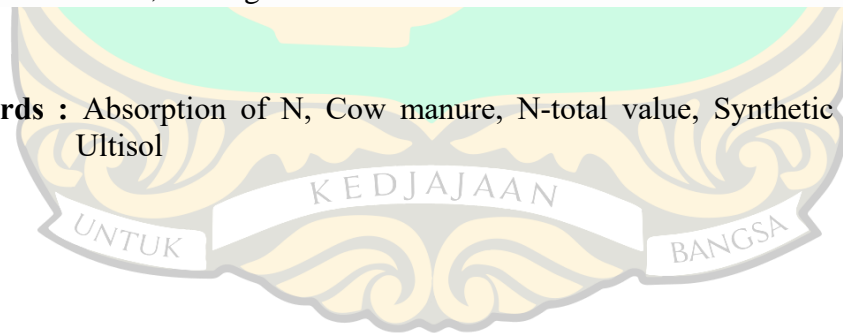 rds : Absorption of N, Cow manure, N-total value, Synthetic
Ultisol
UNTUK KEDJAJAAN BANGSA